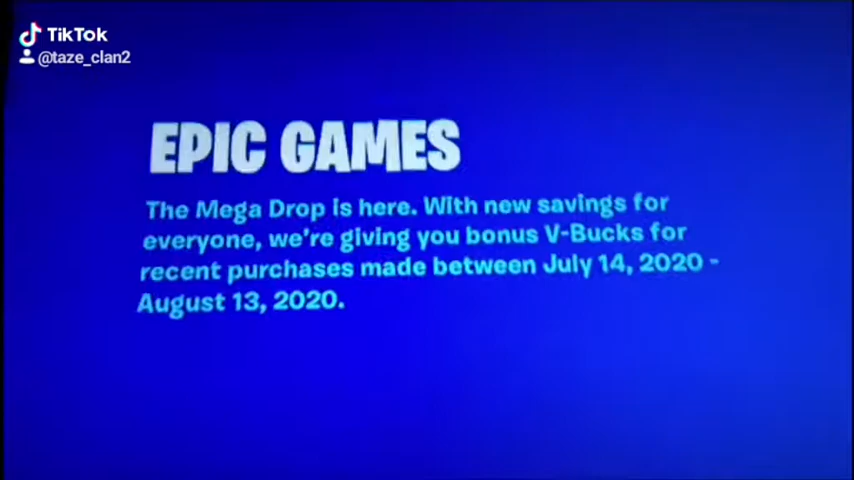 TikTok
@taze_clan2
EPIC GAMES
The Mega Drop is here. With new savings for
everyone, we're giving you bonus V-Bucks for
recent purchases made between July 14, 2020 -
August 13, 2020.